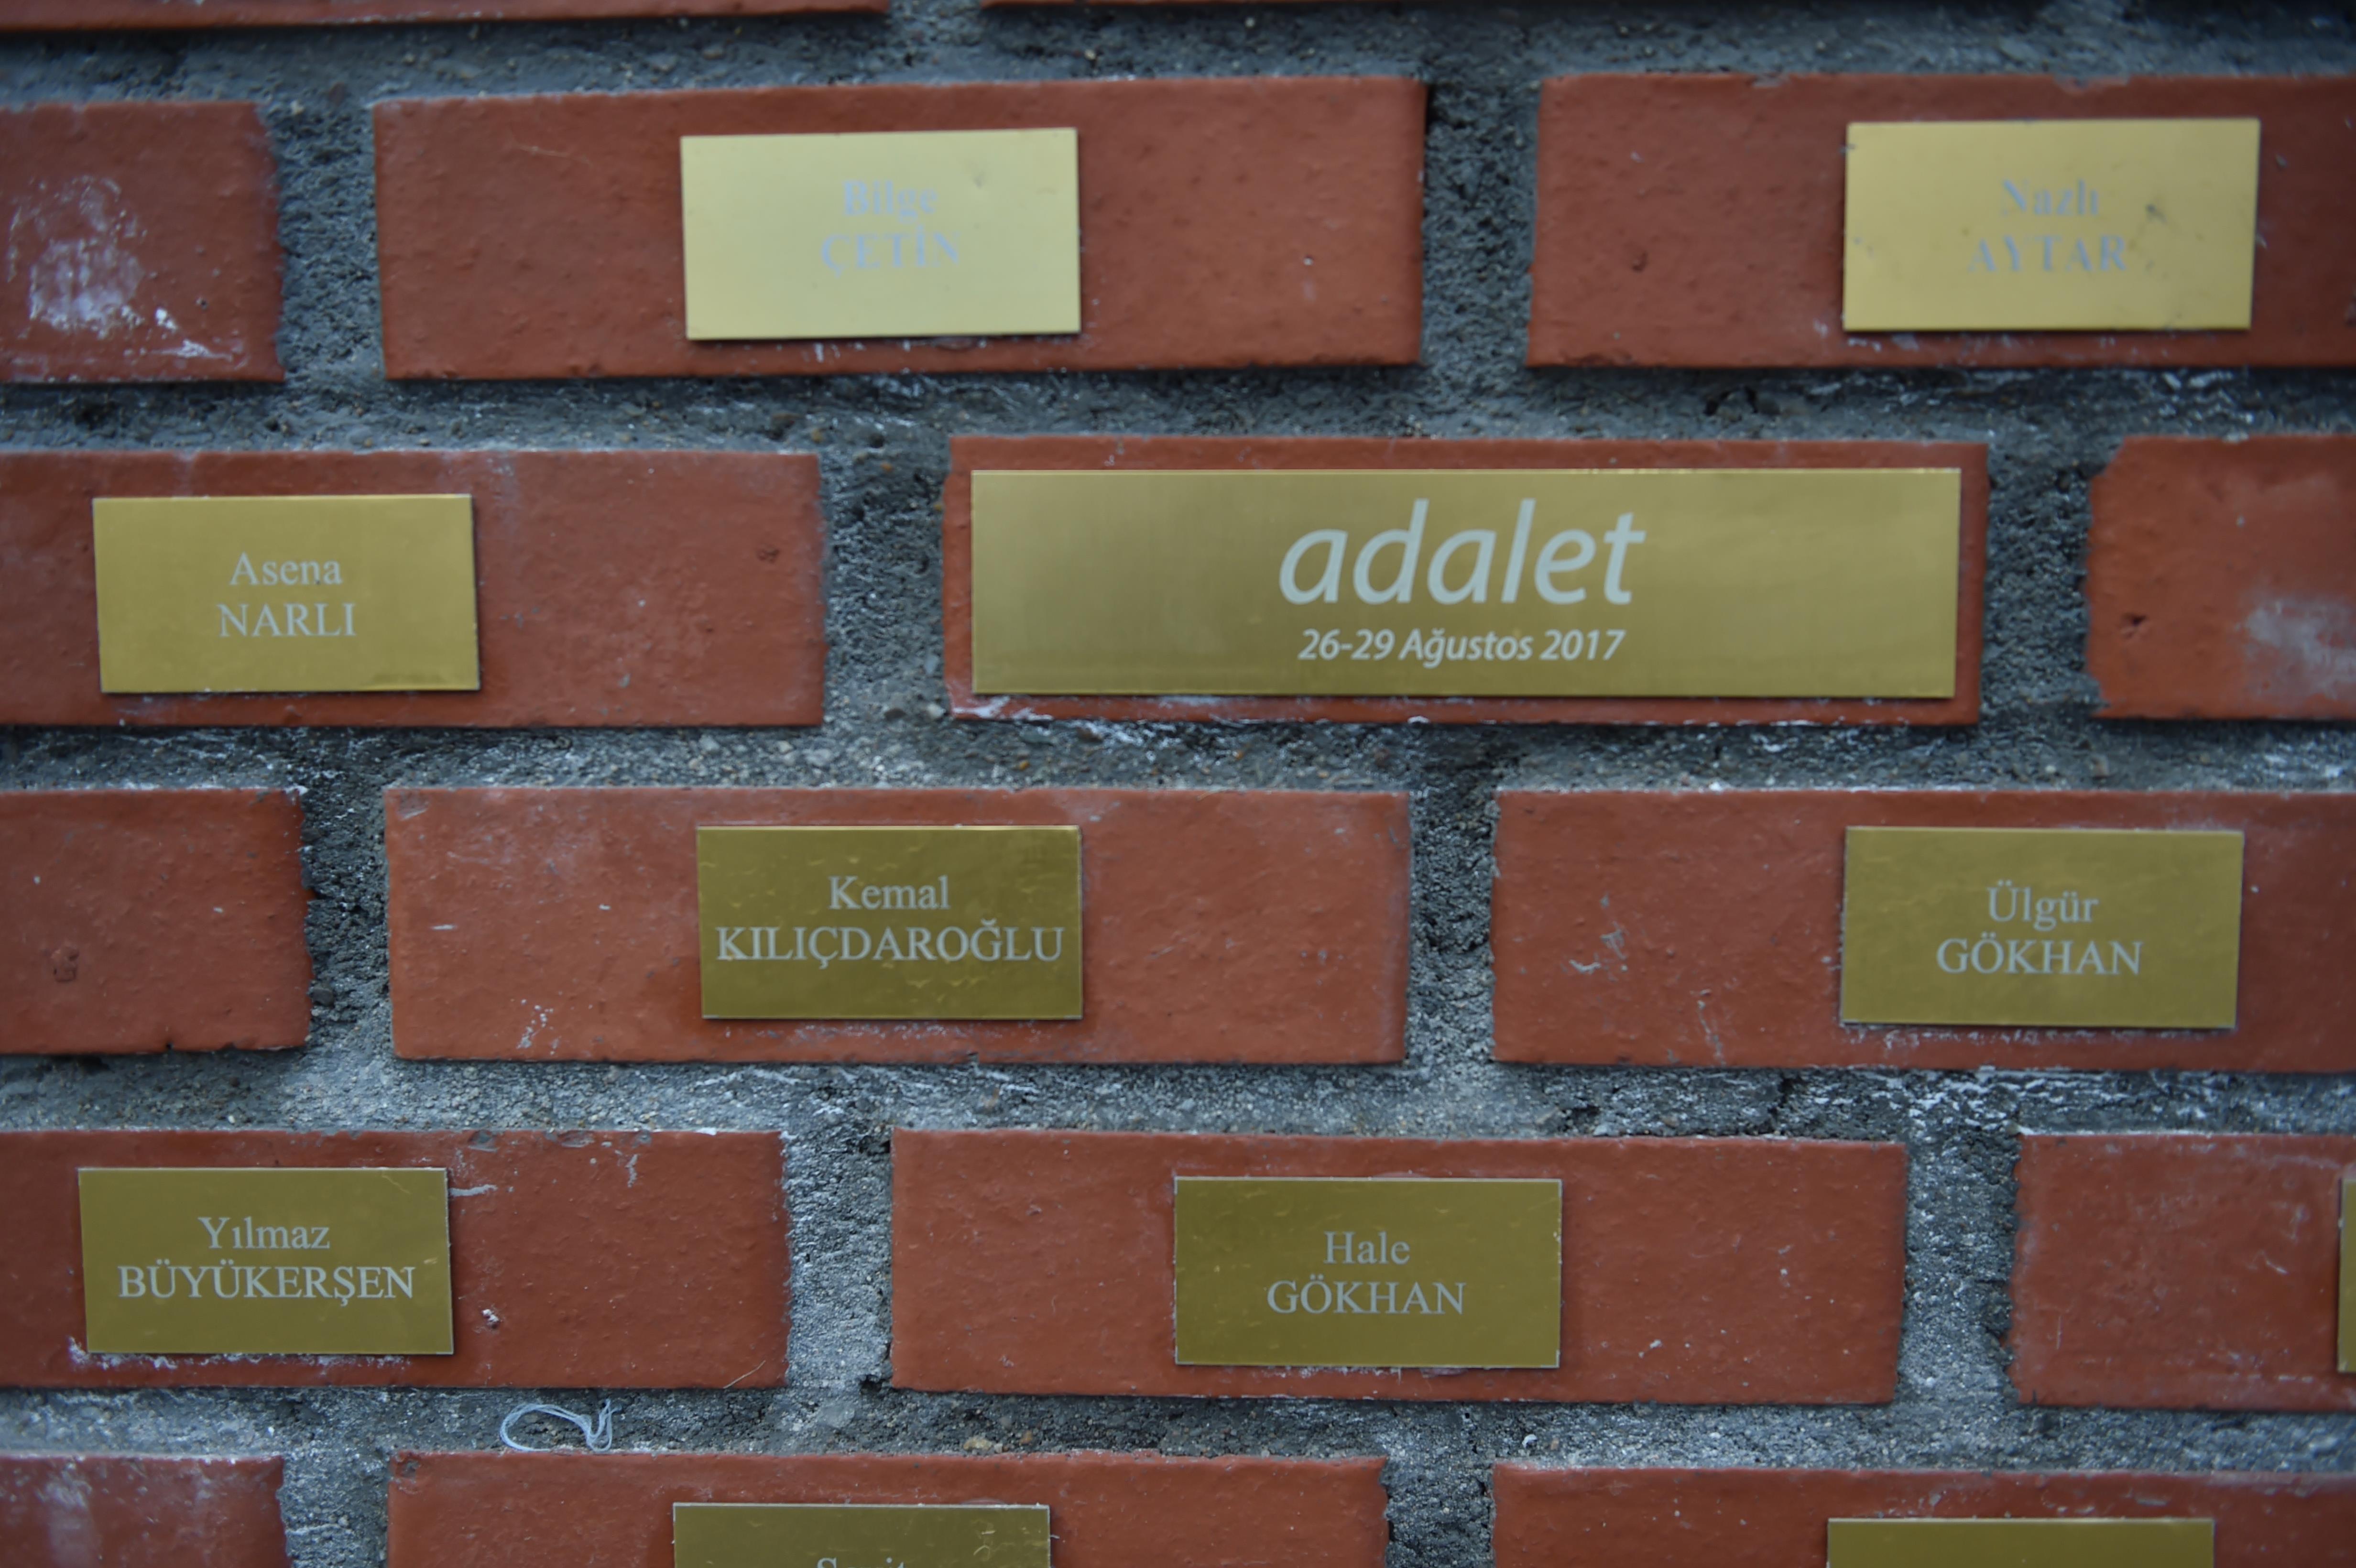 Bilge
ÇETİN
Nazlı
AYTAR
Asena
NARLI
adalet
26-29 Ağustos 2017
Kemal
KILIÇDAROĞLU
Ülgür
GÖKHAN
Yılmaz
BÜYÜKERŞEN
Hale
GÖKHAN